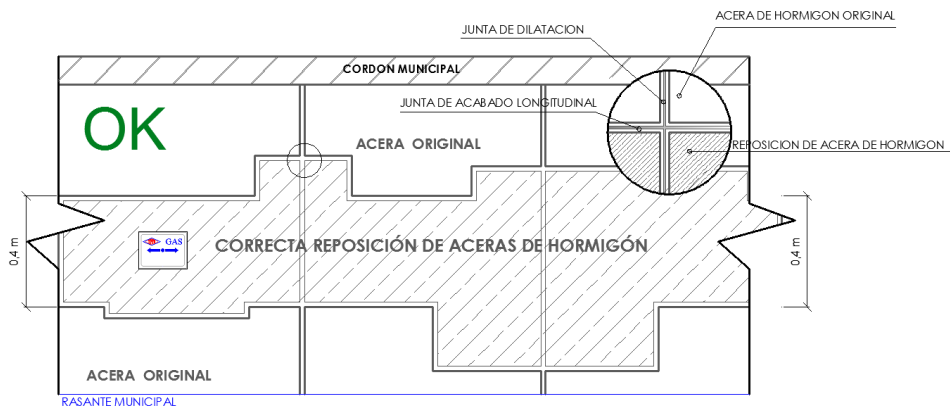 JUNTA DE DILATACION
ACERA DE HORMIGON ORIGINAL
CORDON MUNICIPAL
JUNTA DE ACABADO LONGITUDINAL
OK
ACERA ORIGINAL
REPOSICION DE ACERA DE HORMIGON
0,4 m
GAS
CORRECTA REPOSICIÓN DE ACERAS DE HORMIGÓN
0,4 m
ACERA ORIGINAL
RASANTE MUNICIPAL